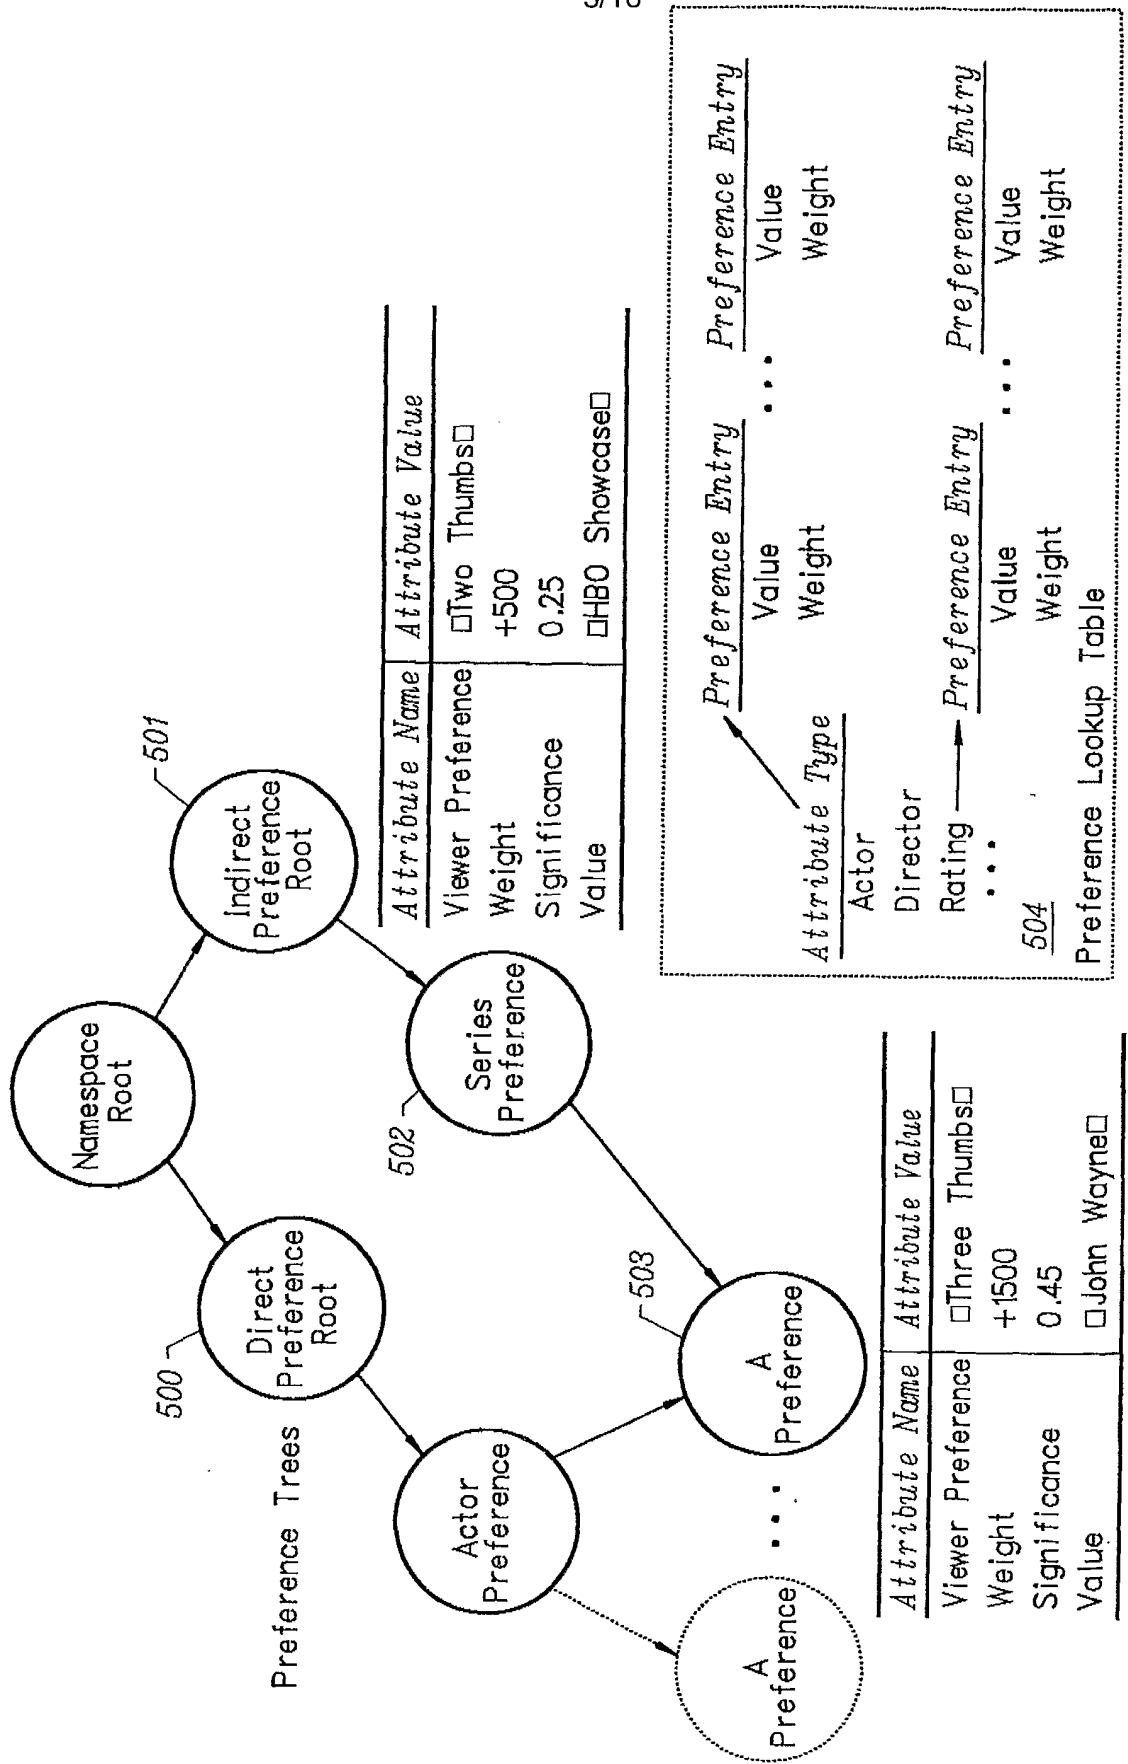 Preference Trees
Namespace
Root
500
Direct
Preference
Root
501
Indirect
Preference
Root
Actor
Preference
502
Series
Preference
A
Preference
...
503
A
Preference
Attribute Name Attribute Value
Viewer Preference □Two Thumbs□
Weight +500
Significance 0.25
Value □HBO Showcase□
Attribute Name Attribute Value
Viewer Preference □Three Thumbs□
Weight +1500
Significance 0.45
Value □John Wayne□
Preference Entry ... Preference Entry
Value Value
Weight Weight
Attribute Type
Actor
Director
Rating
...
Preference Entry ... Preference Entry
Value Value
Weight Weight
504
Preference Lookup Table